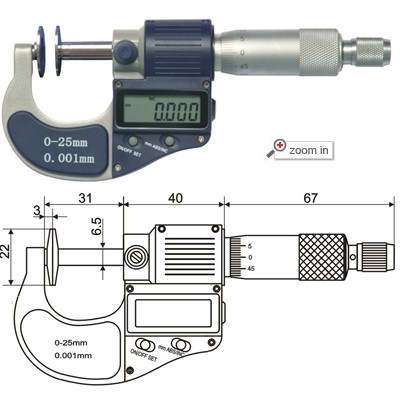 0.000
0-25mm
0.001mm
ON/OFF SET
mm ABS/INC
zoom in
31
40
67
3
6.5
22
5
0
45
0-25mm
0.001mm
ON/OFF SET
mm ABS/INC